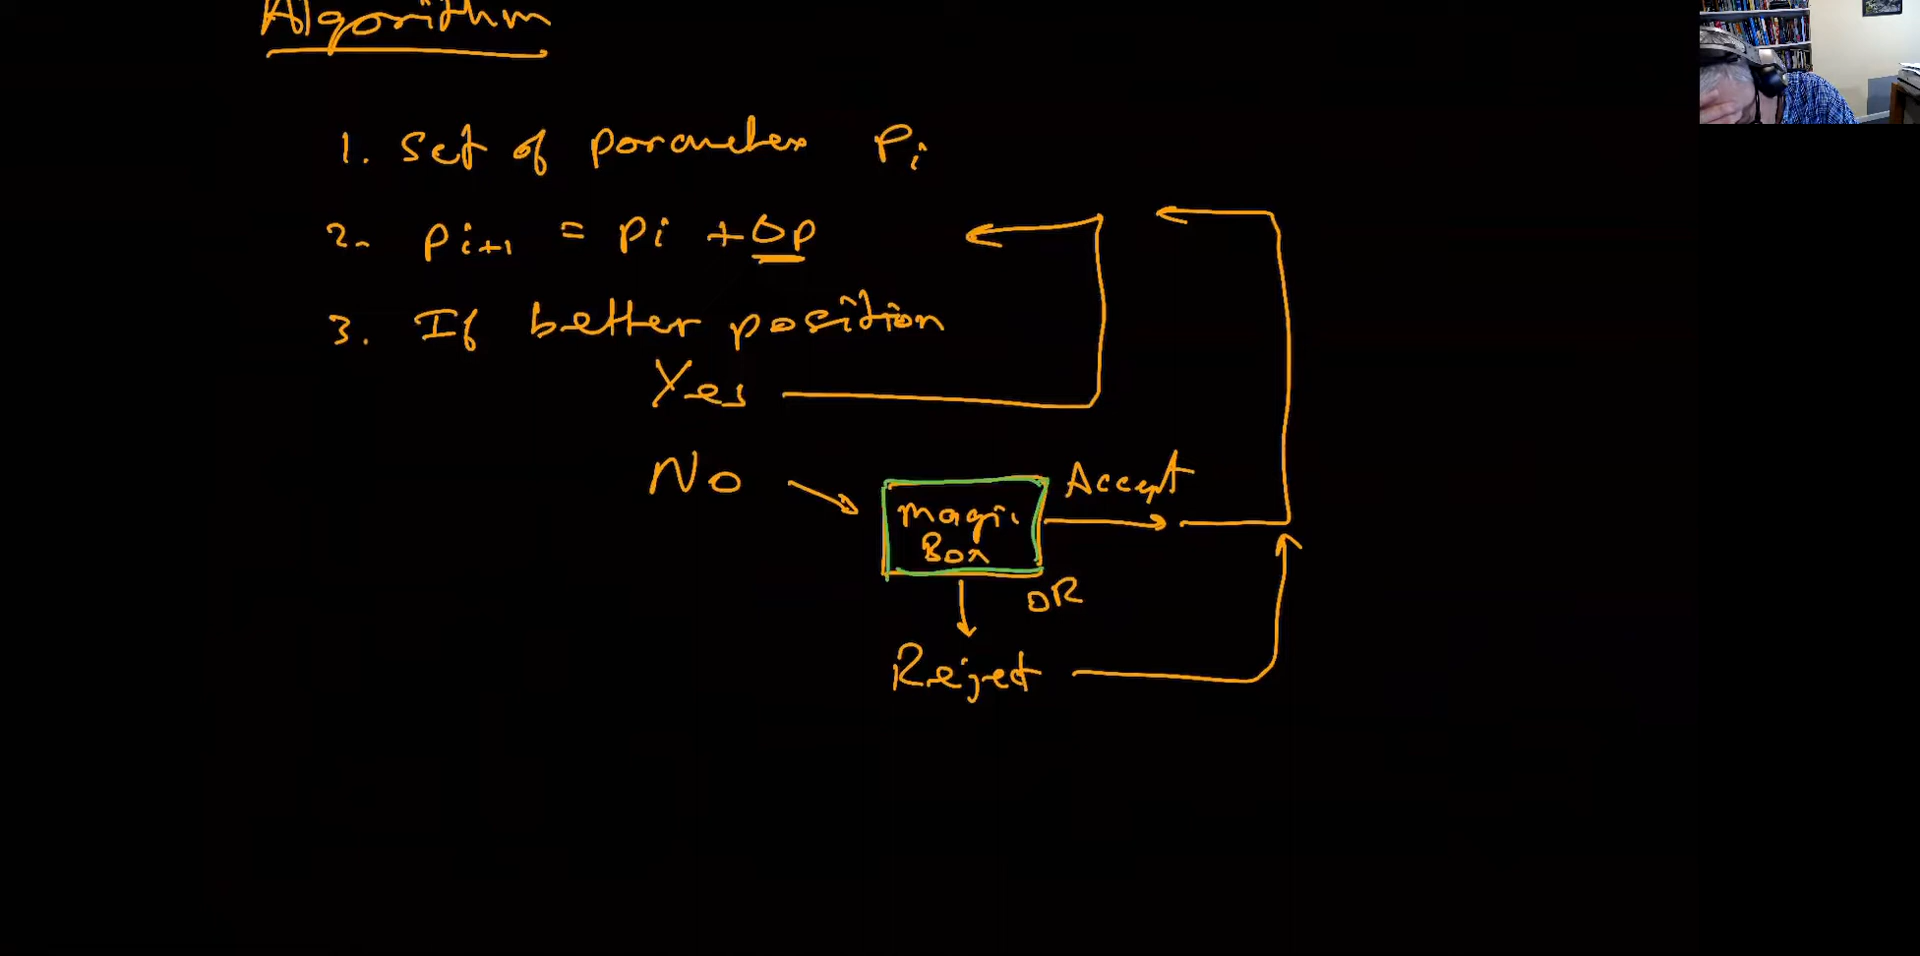 Algorithm
1. Set of parameters Pi
2. Pi+1 = Pi + Δp
3. If better position
Yes
No
Magic
Box
Accept
OR
Reject